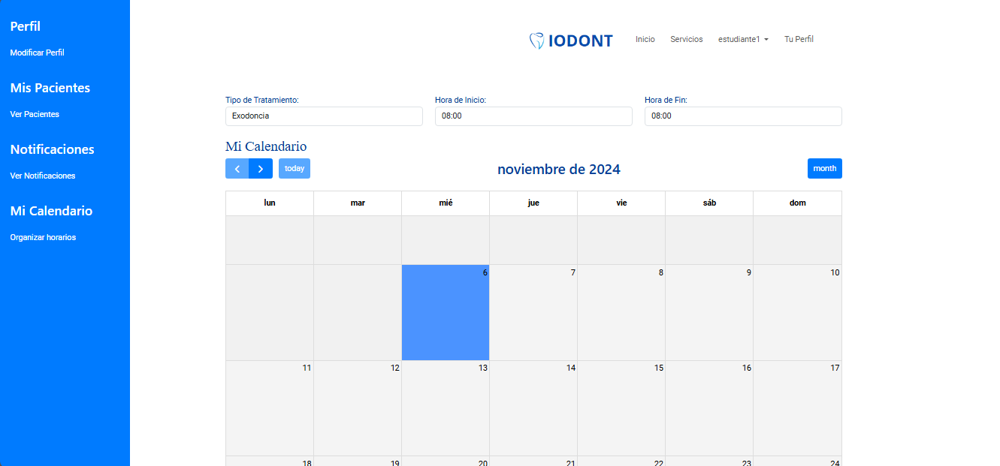 Perfil
Modificar Perfil
Mis Pacientes
Ver Pacientes
Notificaciones
Ver Notificaciones
Mi Calendario
Organizar horarios
IODONT Inicio Servicios estudiante1 Tu Perfil
Tipo de Tratamiento: Hora de Inicio: Hora de Fin:
Exodoncia 08:00 08:00
Mi Calendario
today noviembre de 2024 month
lun mar mié jue vie sáb dom
6 7 8 9 10
11 12 13 14 15 16 17
18 19 20 21 22 23 24